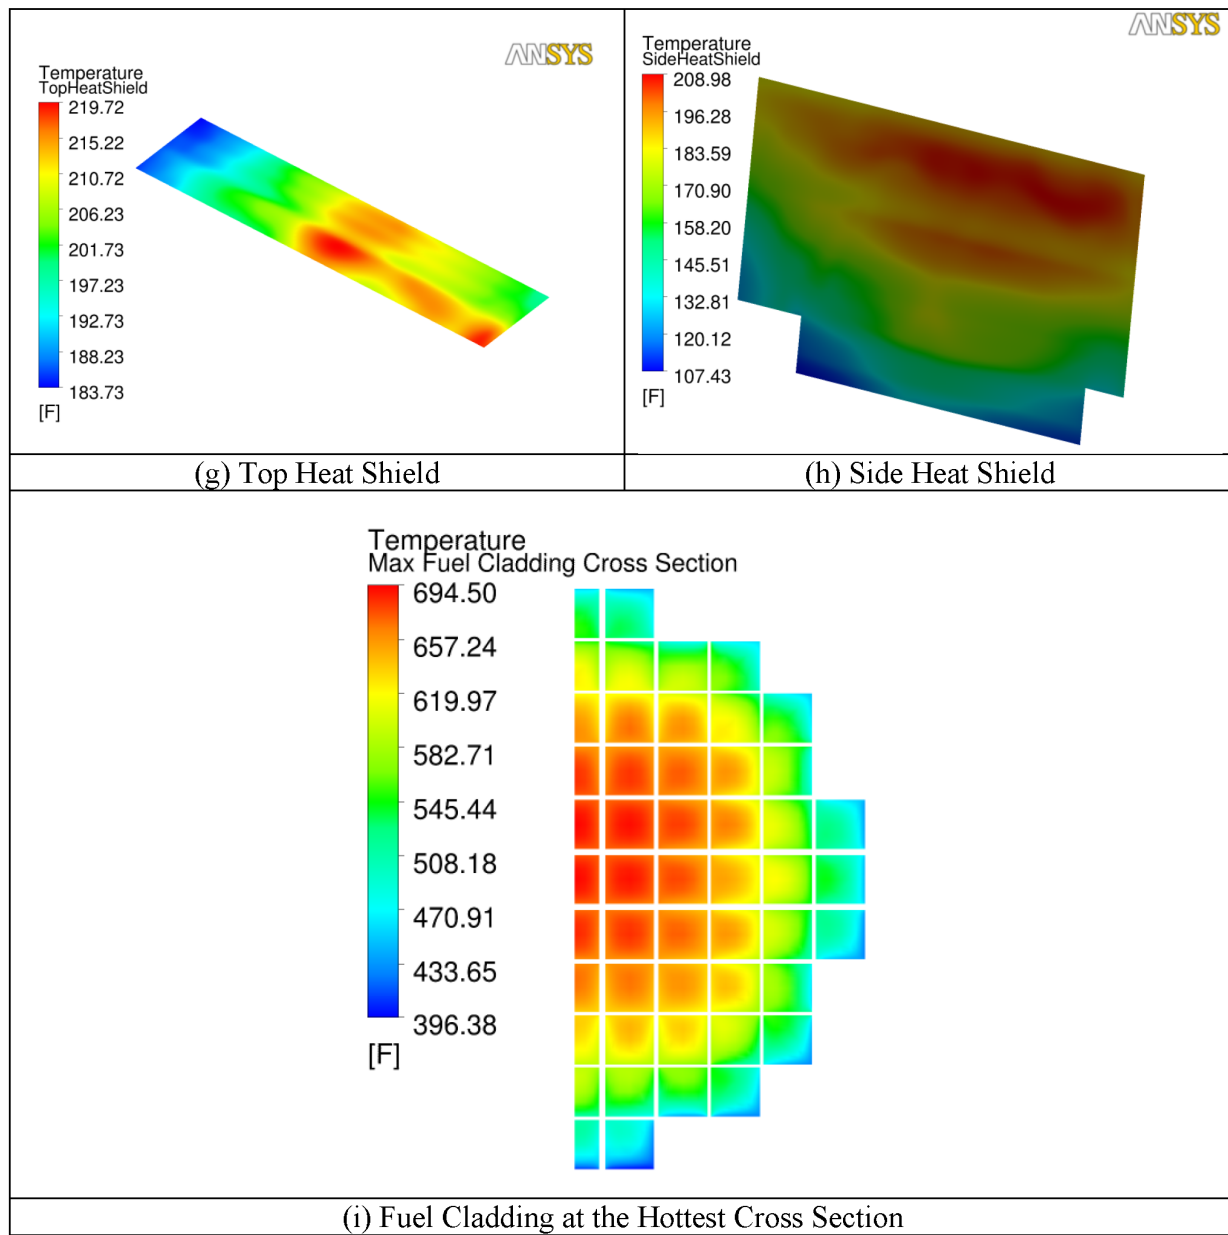 ANSYS
Temperature
TopHeatShield
219.72
215.22
210.72
206.23
201.73
197.23
192.73
188.23
183.73
[F]
(g) Top Heat Shield
ANSYS
Temperature
SideHeatShield
208.98
196.28
183.59
170.90
158.20
145.51
132.81
120.12
107.43
[F]
(h) Side Heat Shield
Temperature
Max Fuel Cladding Cross Section
694.50
657.24
619.97
582.71
545.44
508.18
470.91
433.65
396.38
[F]
(i) Fuel Cladding at the Hottest Cross Section